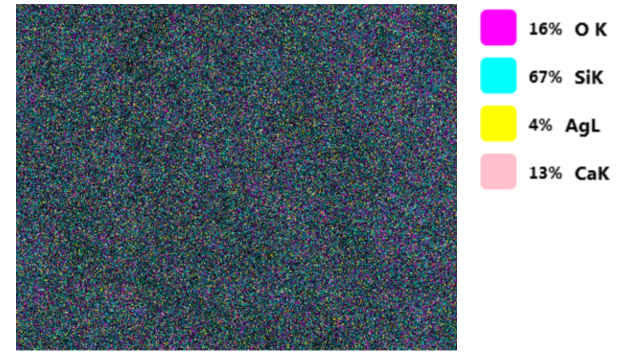 16% O K
67% SiK
4% AgL
13% CaK